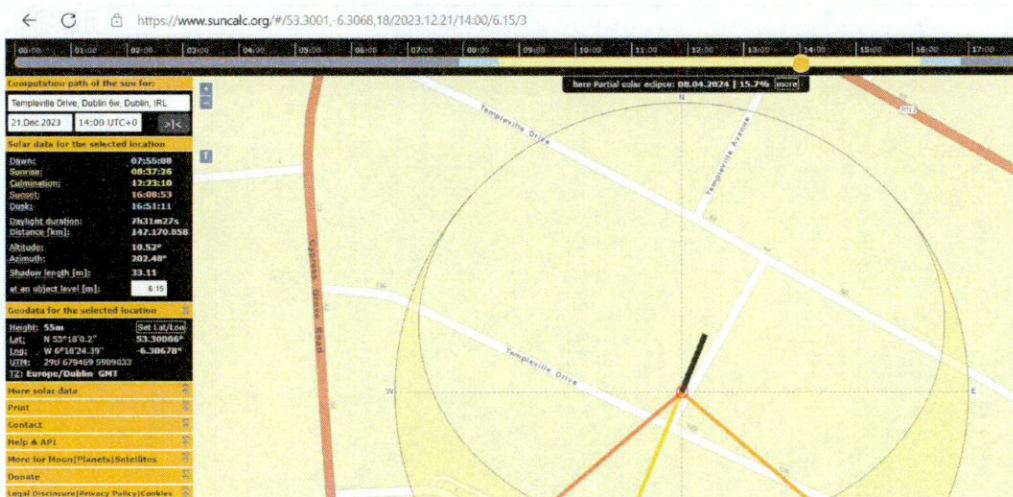 https://www.suncalc.org/#/53.3001,-6.3068,18/2023.12.21/14:00/6.15/3
00:00 01:00 02:00 03:00 04:00 05:00 06:00 07:00 08:00 09:00 10:00 11:00 12:00 13:00 14:00 15:00 16:00 17:00
Computation path of the sun for:
Templeville Drive, Dublin 6w, Dublin, IRL
21.Dec.2023 14:00 UTC+0 >|<
Solar data for the selected location
Dawn: 07:55:08
Sunrise: 08:37:26
Culmination: 12:23:10
Sunset: 16:08:53
Dusk: 16:51:11
Daylight duration: 7h31m27s
Distance [km]: 147.170.858
Altitude: 10.52°
Azimuth: 202.48°
Shadow length [m]: 33.11
at an object level [m]: 6.15
Geodata for the selected location
Height: 55m Set Lat/Lon
Lat: N 53°18'0.2" 53.30006°
Lng: W 6°18'24.39" -6.30678°
UTM: 29U 679469 5909033
TZ: Europe/Dublin GMT
More solar data
Print
Contact
Help & API
More for Moon|Planets|Satellites
Donate
Legal Disclosure|Privacy Policy|Cookies
+
−
here Partial solar eclipse: 08.04.2024 | 15.7% more
N
Templeville Drive
Templeville Avenue
Cypress Grove Road
Templeville Drive
W
E